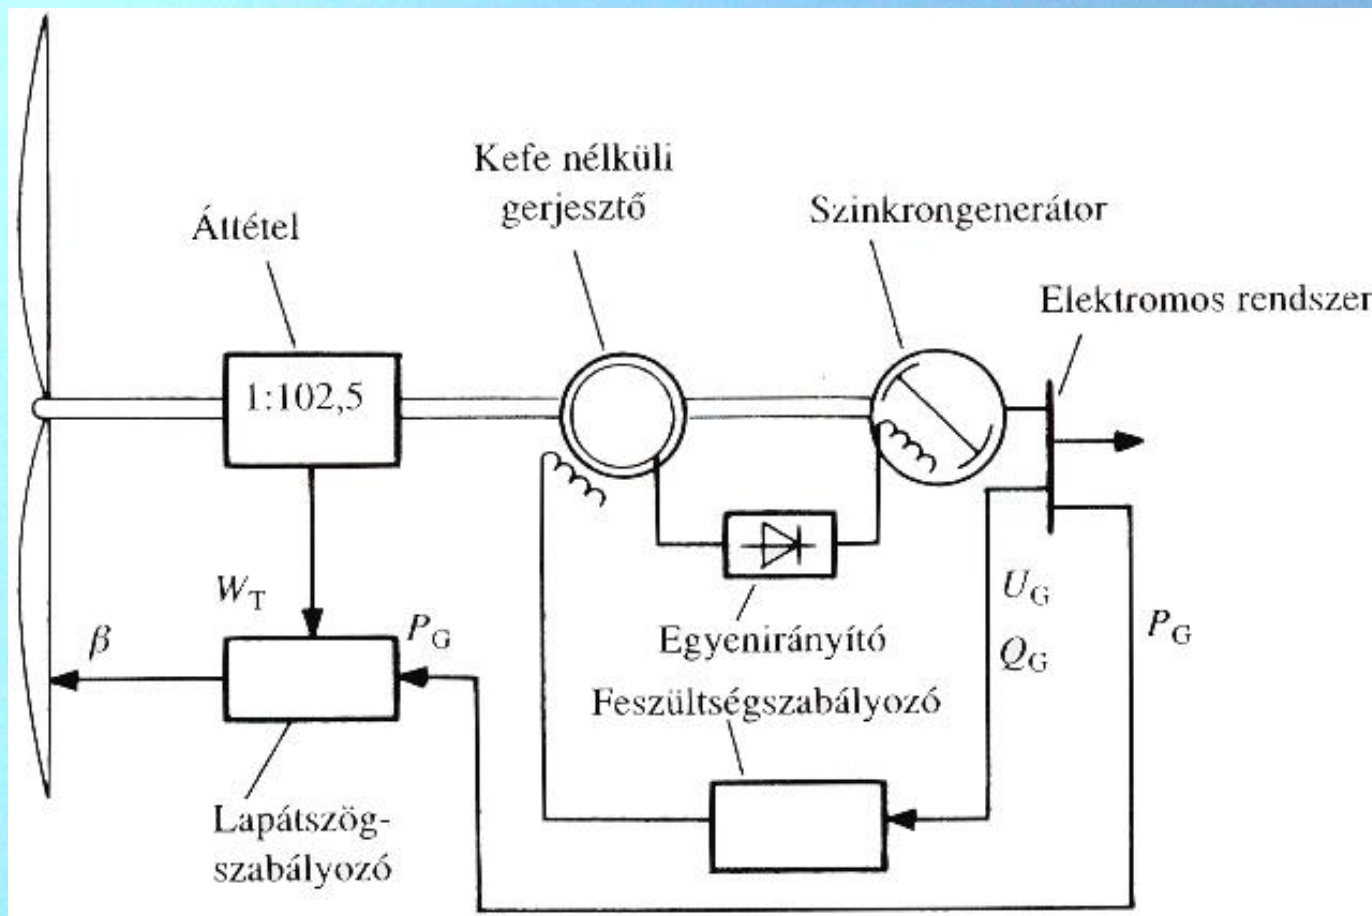 Kefe nélküli
gerjesztő
Szinkrongenerátor
Áttétel
Elektromos rendszer
1:102,5
W_T
P_G
β
U_G
Q_G
P_G
Egyenirányító
Feszültségszabályozó
Lapátszög-
szabályozó